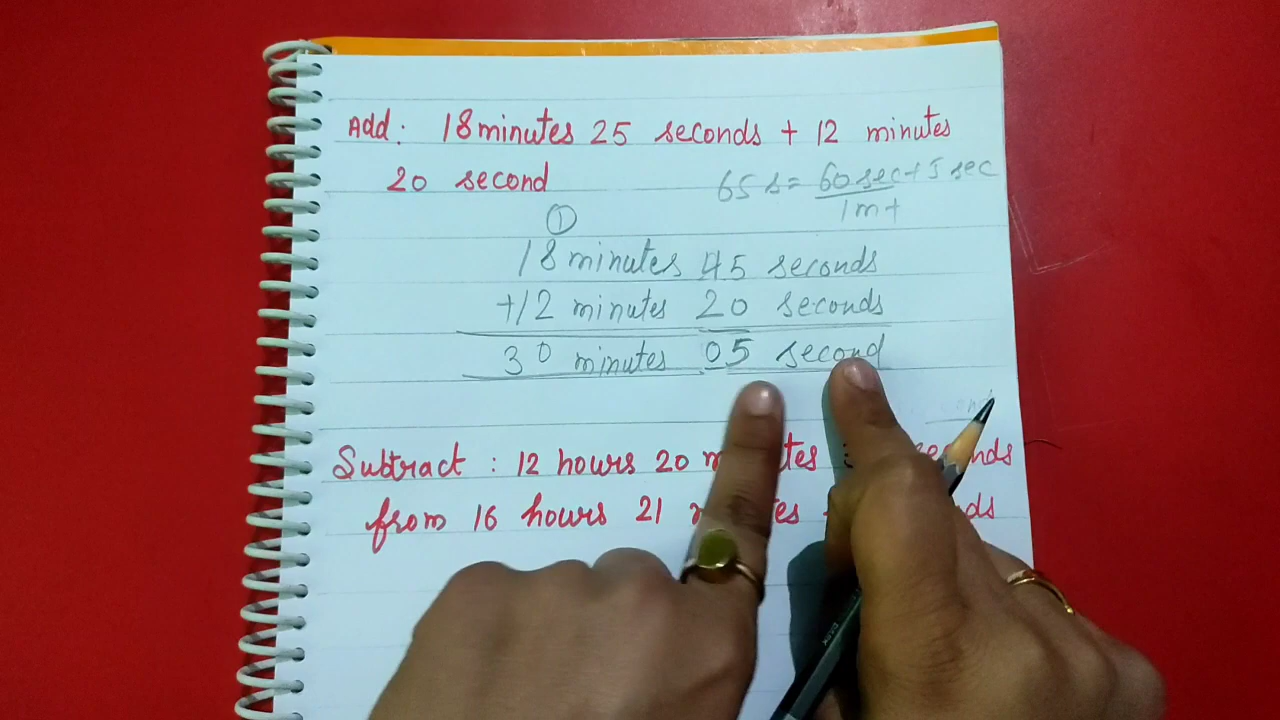 Add: 18 minutes 25 seconds + 12 minutes
20 second
65 s = 60 sec + 5 sec
1 mt
1
18 minutes 45 seconds
+12 minutes 20 seconds
30 minutes 05 second
Subtract : 12 hours 20
from 16 hours 21